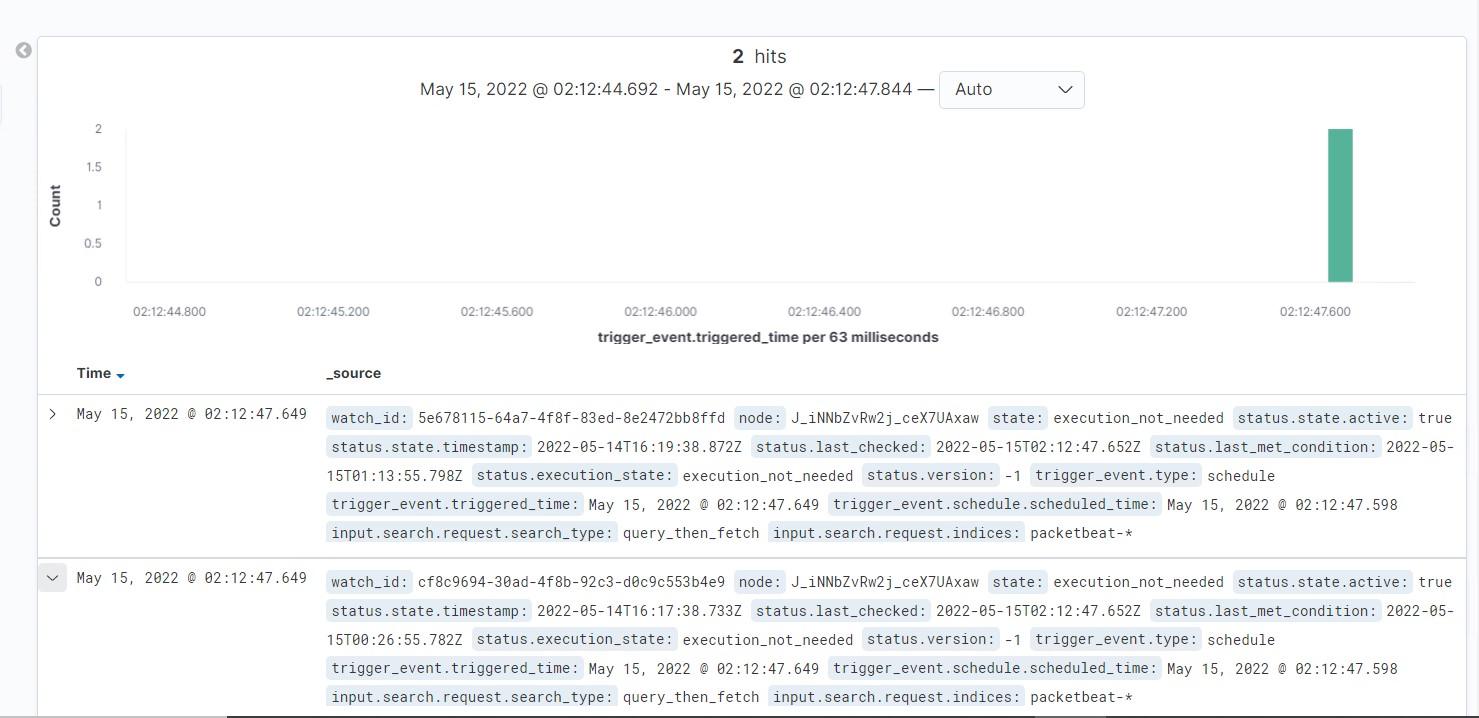 2 hits
May 15, 2022 @ 02:12:44.692 - May 15, 2022 @ 02:12:47.844 — Auto
2
1.5
1
0.5
0
Count
02:12:44.800 02:12:45.200 02:12:45.600 02:12:46.000 02:12:46.400 02:12:46.800 02:12:47.200 02:12:47.600
trigger_event.triggered_time per 63 milliseconds
Time _source
May 15, 2022 @ 02:12:47.649 watch_id: 5e678115-64a7-4f8f-83ed-8e2472bb8ffd node: J_iNNbZvRw2j_ceX7UAxaw state: execution_not_needed status.state.active: true
status.state.timestamp: 2022-05-14T16:19:38.872Z status.last_checked: 2022-05-15T02:12:47.652Z status.last_met_condition: 2022-05-
15T01:13:55.798Z status.execution_state: execution_not_needed status.version: -1 trigger_event.type: schedule
trigger_event.triggered_time: May 15, 2022 @ 02:12:47.649 trigger_event.schedule.scheduled_time: May 15, 2022 @ 02:12:47.598
input.search.request.search_type: query_then_fetch input.search.request.indices: packetbeat-*
May 15, 2022 @ 02:12:47.649 watch_id: cf8c9694-30ad-4f8b-92c3-d0c9c553b4e9 node: J_iNNbZvRw2j_ceX7UAxaw state: execution_not_needed status.state.active: true
status.state.timestamp: 2022-05-14T16:17:38.733Z status.last_checked: 2022-05-15T02:12:47.652Z status.last_met_condition: 2022-05-
15T00:26:55.782Z status.execution_state: execution_not_needed status.version: -1 trigger_event.type: schedule
trigger_event.triggered_time: May 15, 2022 @ 02:12:47.649 trigger_event.schedule.scheduled_time: May 15, 2022 @ 02:12:47.598
input.search.request.search_type: query_then_fetch input.search.request.indices: packetbeat-*